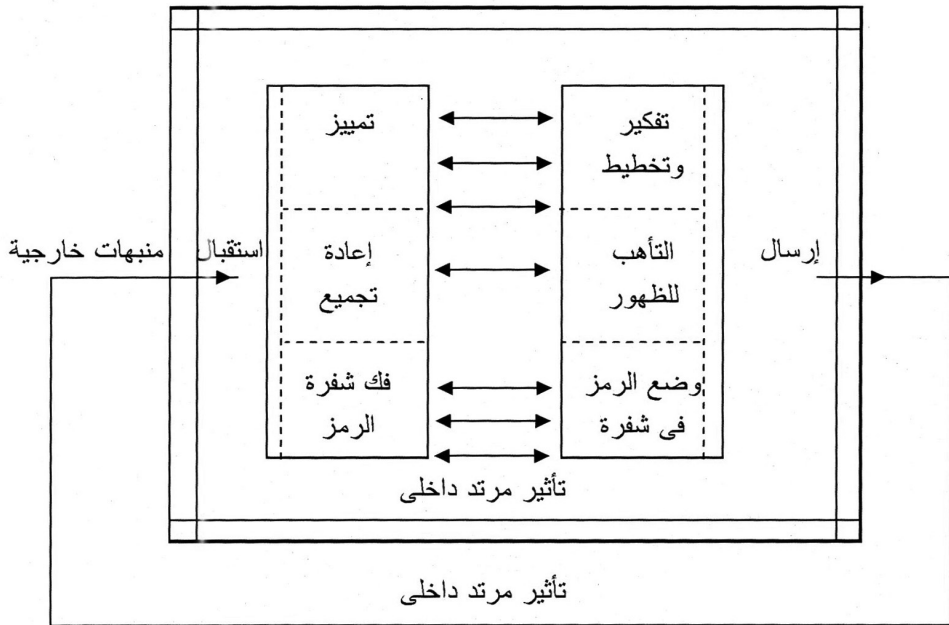 تفكير
وتخطيط
تمييز
إرسال
التأهب
للظهور
إعادة
تجميع
استقبال
منبهات خارجية
وضع الرمز
فى شفرة
فك شفرة
الرمز
تأثير مرتد داخلى
تأثير مرتد داخلى